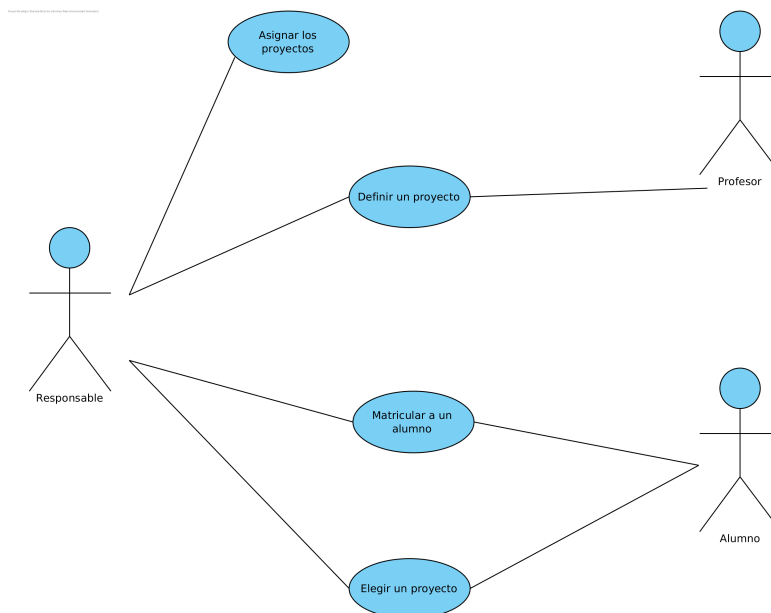 Asignar los
proyectos
Profesor
Definir un proyecto
Responsable
Matricular a un
alumno
Alumno
Elegir un proyecto